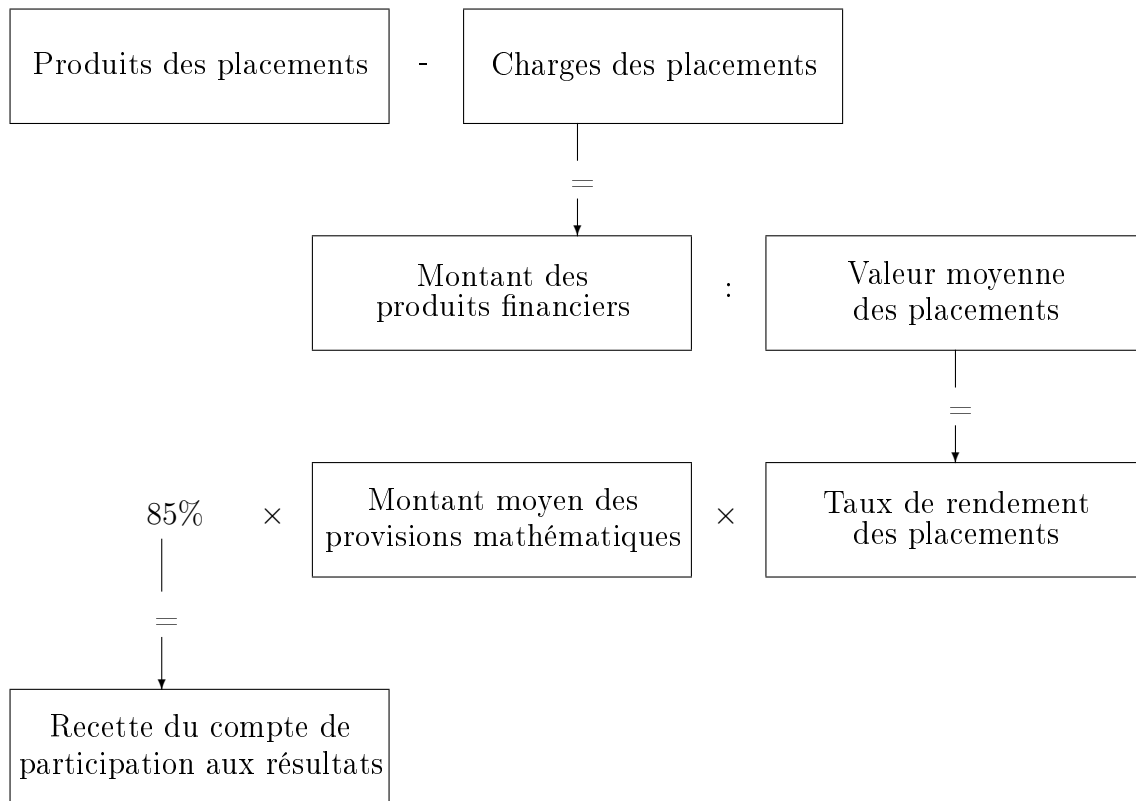 Produits des placements - Charges des placements
=
Montant des
produits financiers
:
Valeur moyenne
des placements
=
85% ×
Montant moyen des
provisions mathématiques
×
Taux de rendement
des placements
=
Recette du compte de
participation aux résultats